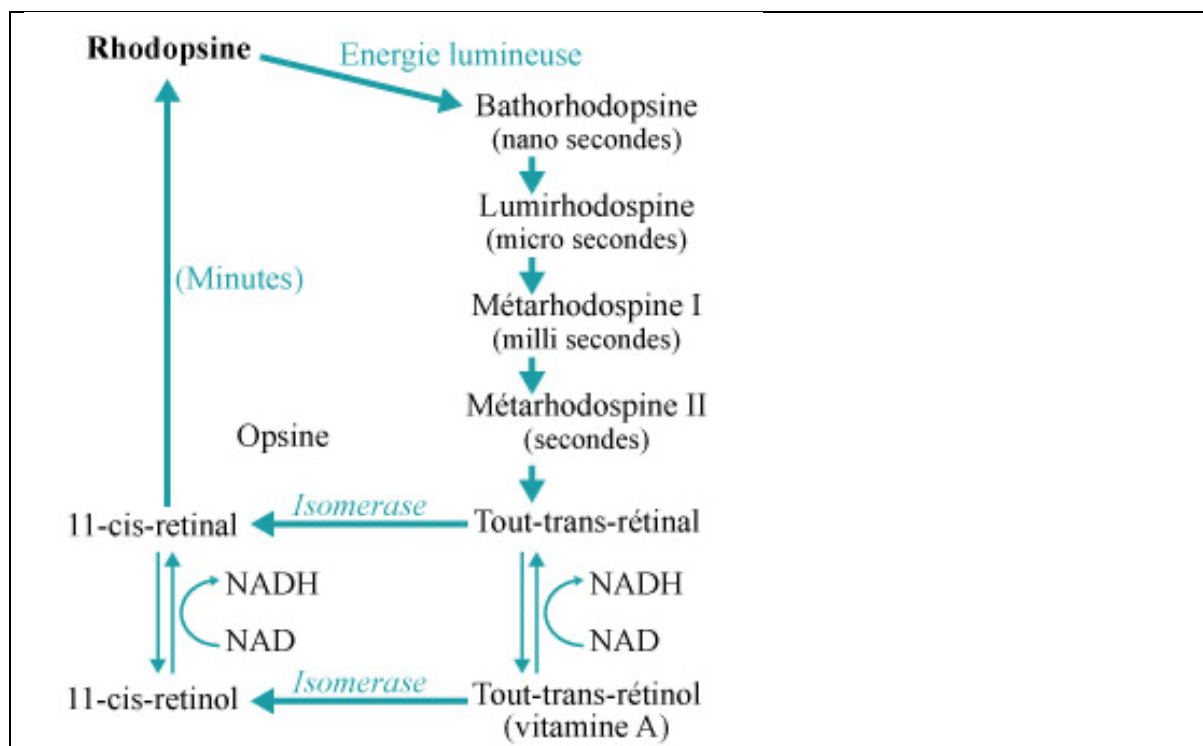 Rhodopsine
Energie lumineuse
Bathorhodopsine
(nano secondes)
Lumirhodospine
(micro secondes)
(Minutes)
Métarhodospine I
(milli secondes)
Métarhodospine II
(secondes)
Opsine
11-cis-retinal
Isomerase
Tout-trans-rétinal
NADH
NAD
NADH
NAD
11-cis-retinol
Isomerase
Tout-trans-rétinol
(vitamine A)